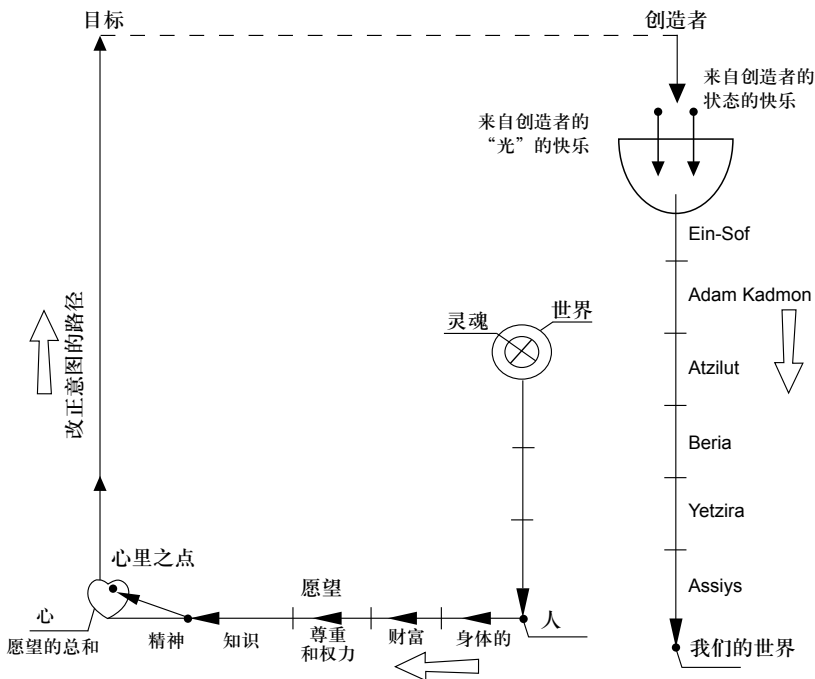 目标
创造者
来自创造者的
状态的快乐
来自创造者的
“光”的快乐
Ein-Sof
Adam Kadmon
灵魂
世界
改正意图的路径
Atzilut
Beria
Yetzira
心里之点
愿望
Assiys
心
愿望的总和
精神
知识
尊重
和权力
财富
身体的
人
我们的世界